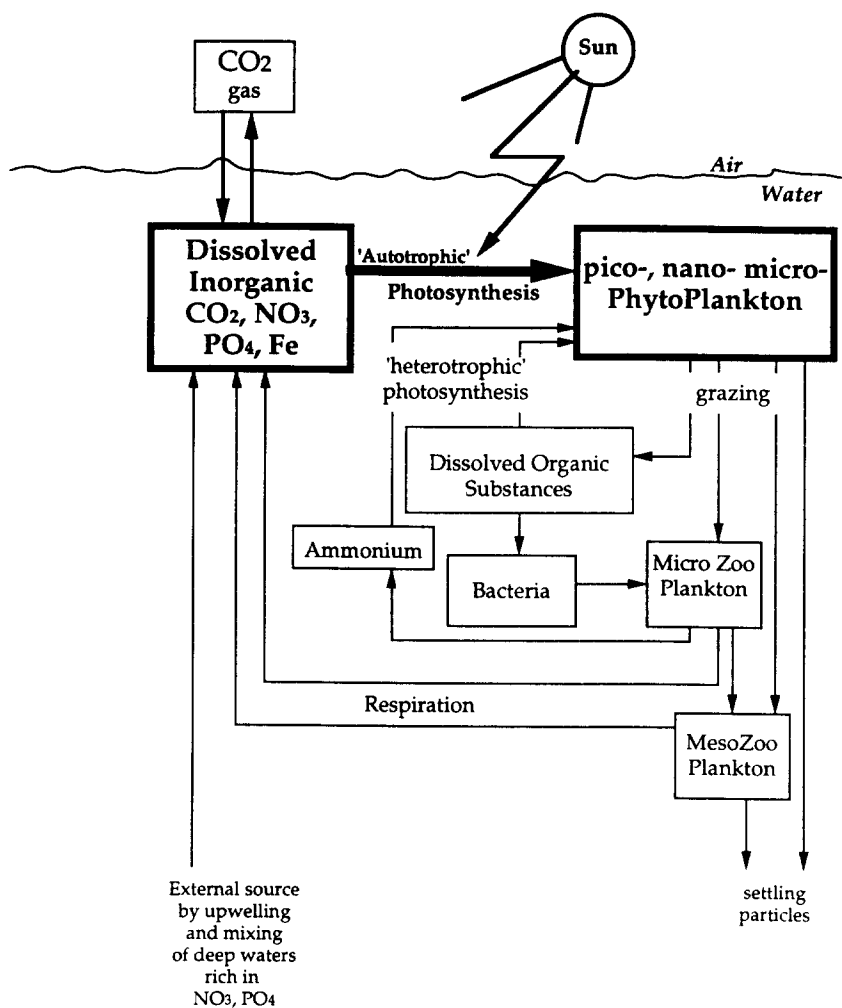 CO2
gas
Sun
Air
Water
Dissolved
Inorganic
CO2, NO3,
PO4, Fe
'Autotrophic'
Photosynthesis
pico-, nano- micro-
PhytoPlankton
'heterotrophic'
photosynthesis
grazing
Dissolved Organic
Substances
Ammonium
Bacteria
Micro Zoo
Plankton
Respiration
MesoZoo
Plankton
External source
by upwelling
and mixing
of deep waters
rich in
NO3, PO4
settling
particles